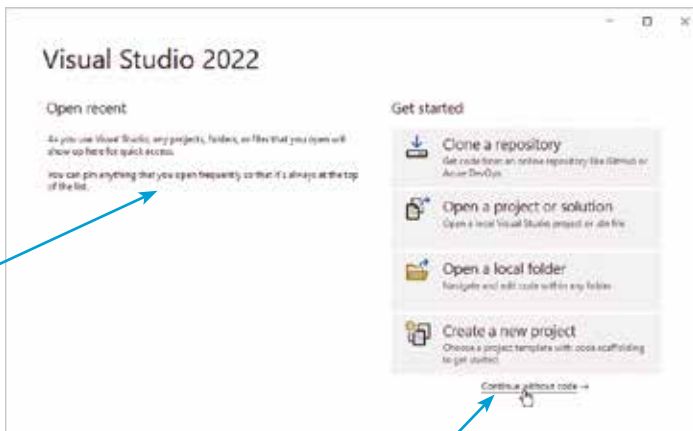 Visual Studio 2022
Open recent
As you use Visual Studio, any projects, folders, or files that you open will
show up here for quick access.
You can pin anything that you open frequently so that it's always at the top
of the list.
Get started
Clone a repository
Get code from an online repository like GitHub or
Azure DevOps
Open a project or solution
Open a local Visual Studio project or .sln file
Open a local folder
Navigate and edit code within any folder
Create a new project
Choose a project template with code scaffolding
to get started
Continue without code →